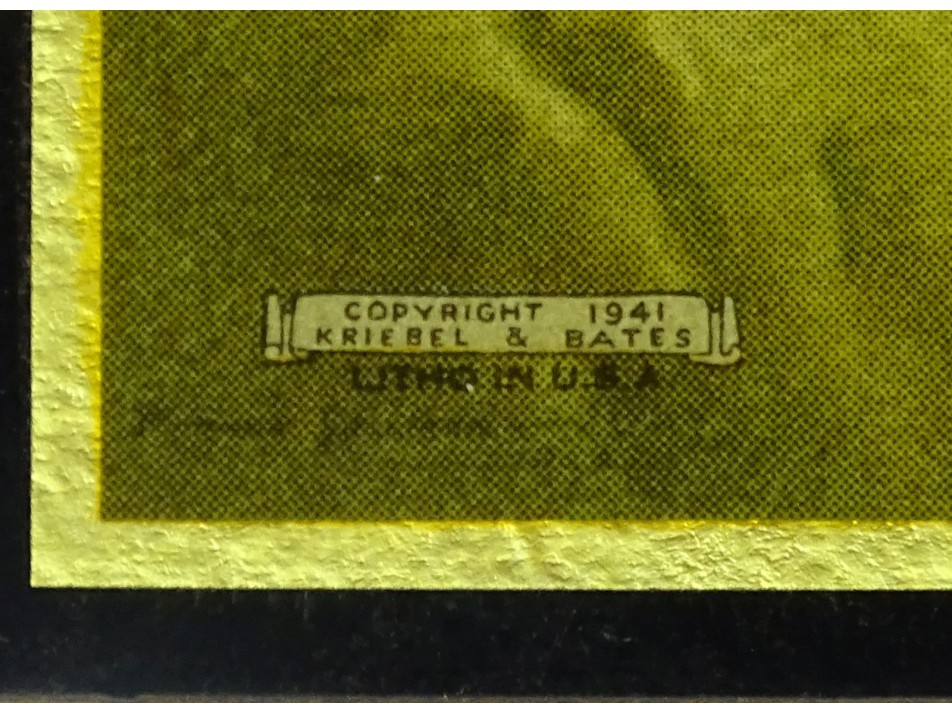 COPYRIGHT 1941
KRIEBEL & BATES
LITHO IN U.S.A